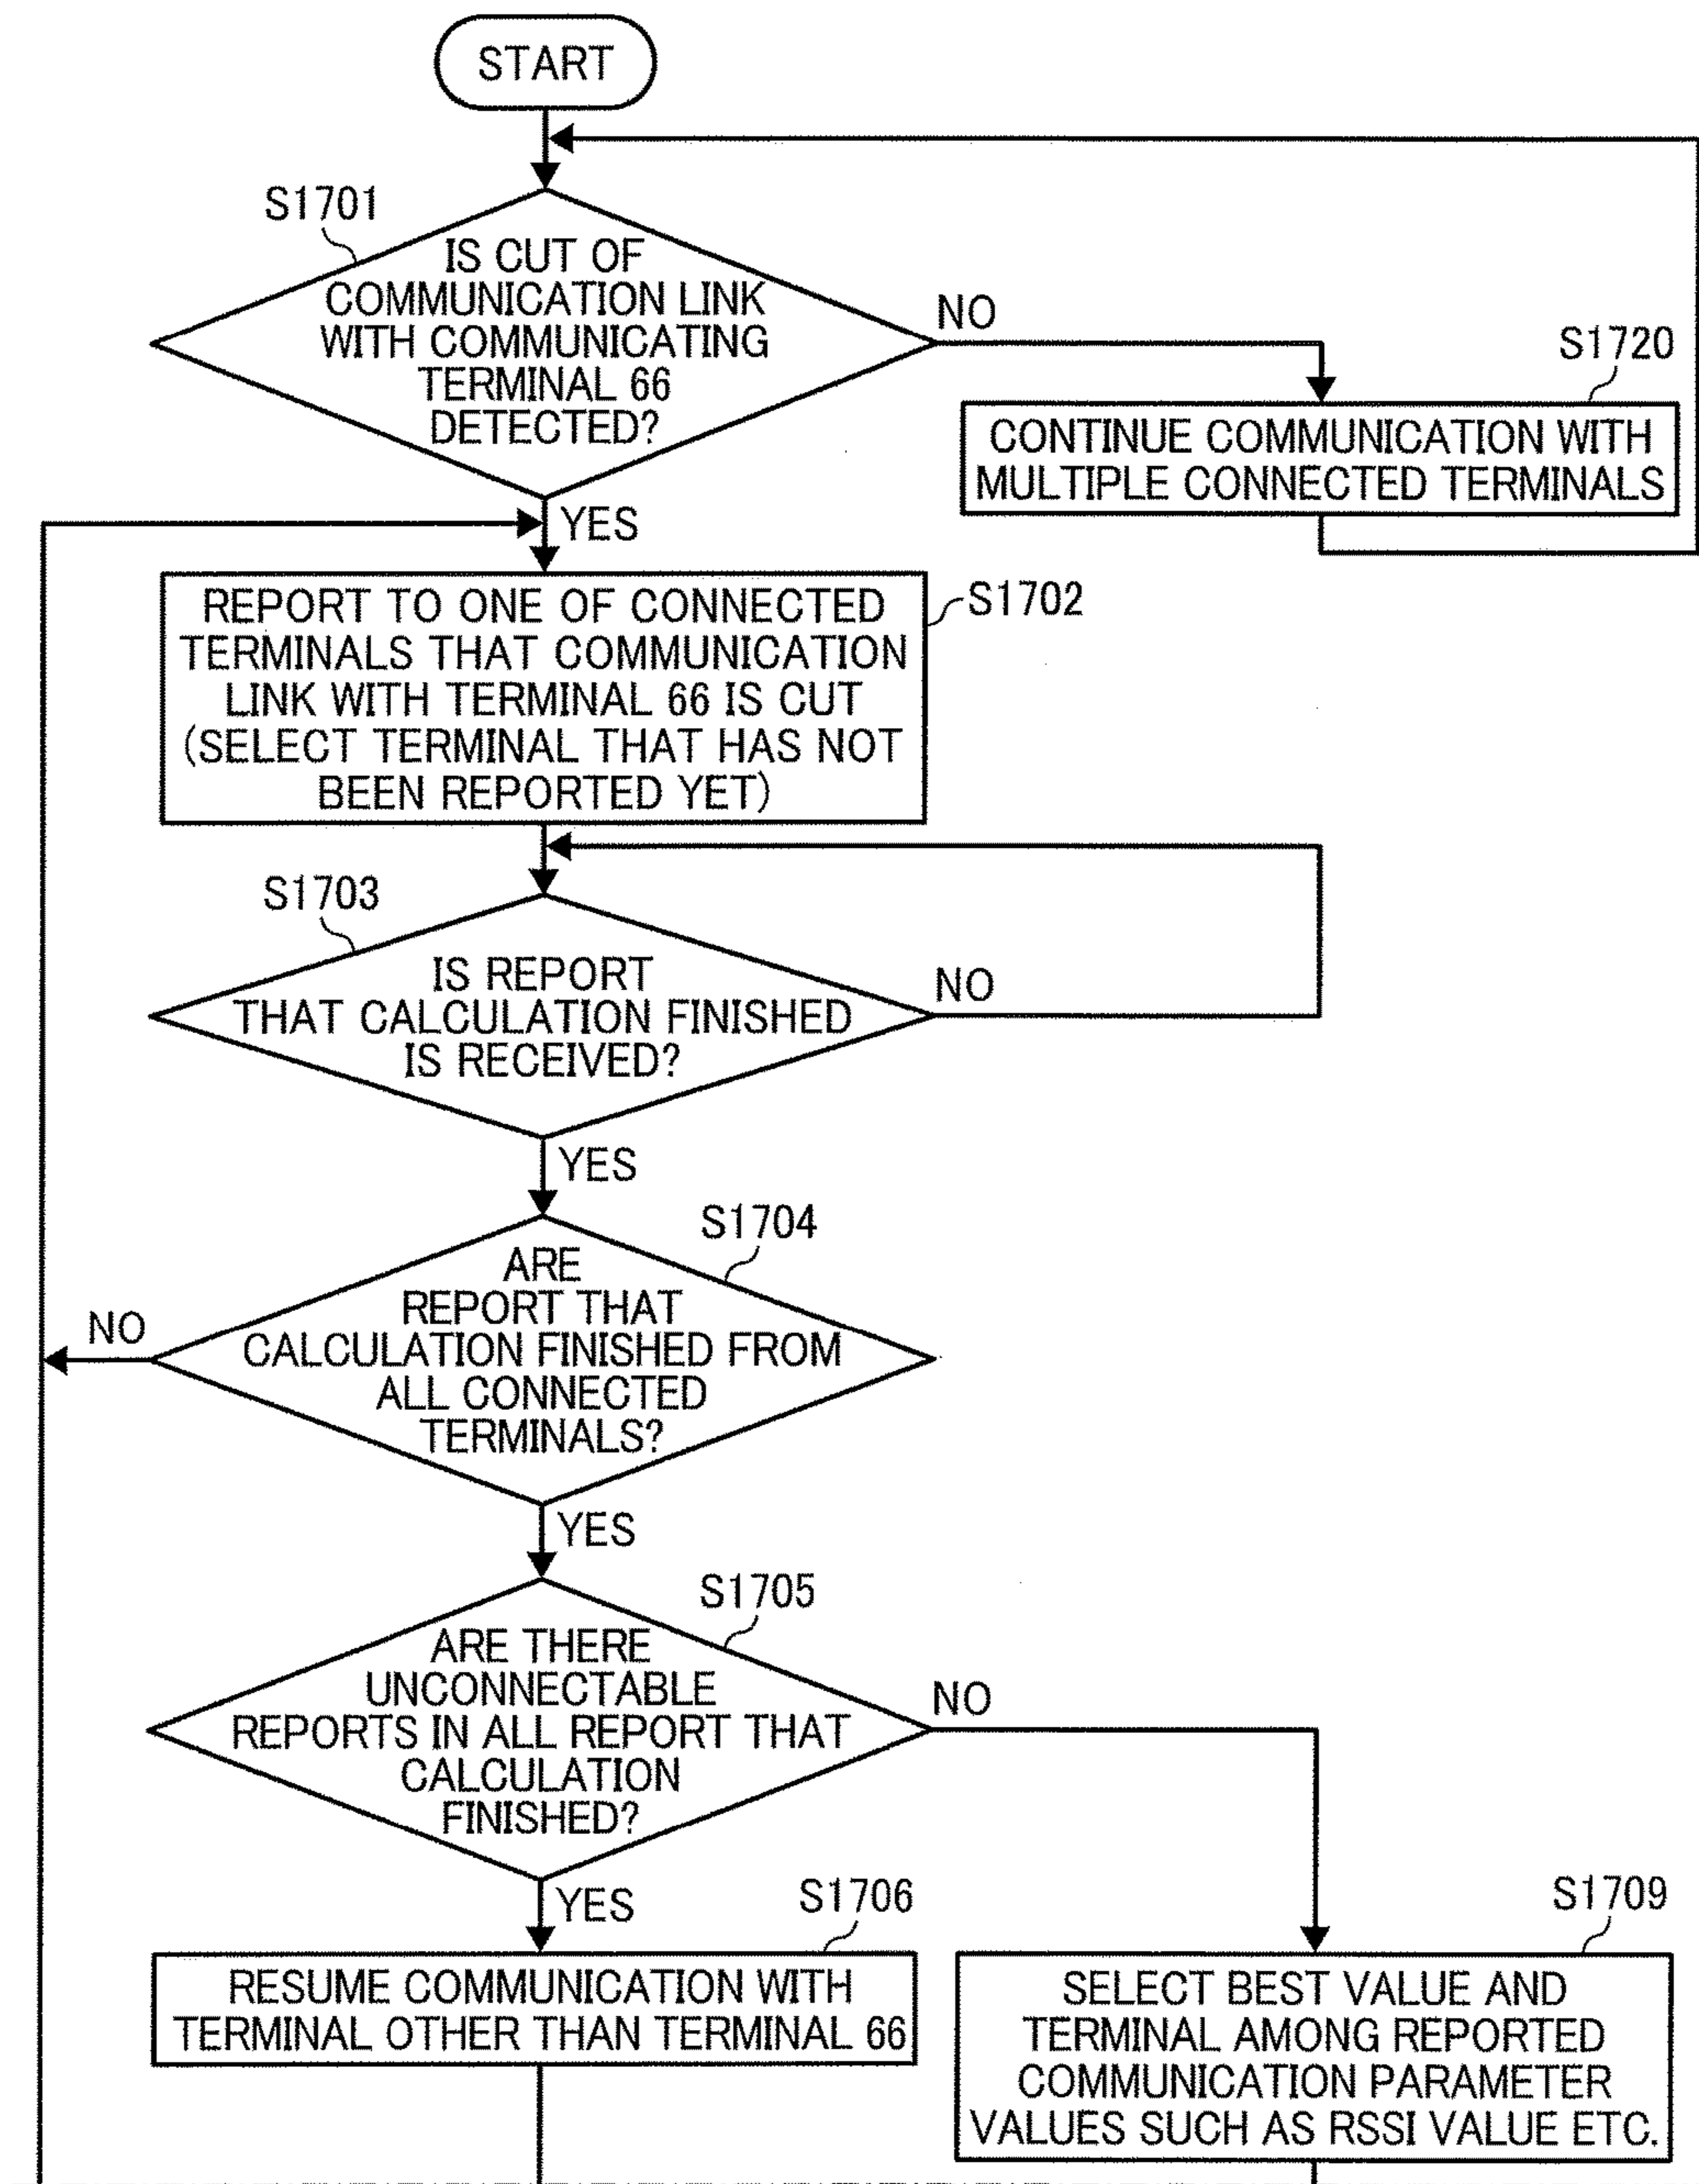 START
S1701
IS CUT OF
COMMUNICATION LINK
WITH COMMUNICATING
TERMINAL 66
DETECTED?
NO
S1720
CONTINUE COMMUNICATION WITH
MULTIPLE CONNECTED TERMINALS
YES
REPORT TO ONE OF CONNECTED
TERMINALS THAT COMMUNICATION
LINK WITH TERMINAL 66 IS CUT
(SELECT TERMINAL THAT HAS NOT
BEEN REPORTED YET)
S1702
S1703
IS REPORT
THAT CALCULATION FINISHED
IS RECEIVED?
NO
YES
S1704
ARE
REPORT THAT
CALCULATION FINISHED FROM
ALL CONNECTED
TERMINALS?
NO
YES
S1705
ARE THERE
UNCONNECTABLE
REPORTS IN ALL REPORT THAT
CALCULATION
FINISHED?
NO
YES
S1706
RESUME COMMUNICATION WITH
TERMINAL OTHER THAN TERMINAL 66
S1709
SELECT BEST VALUE AND
TERMINAL AMONG REPORTED
COMMUNICATION PARAMETER
VALUES SUCH AS RSSI VALUE ETC.